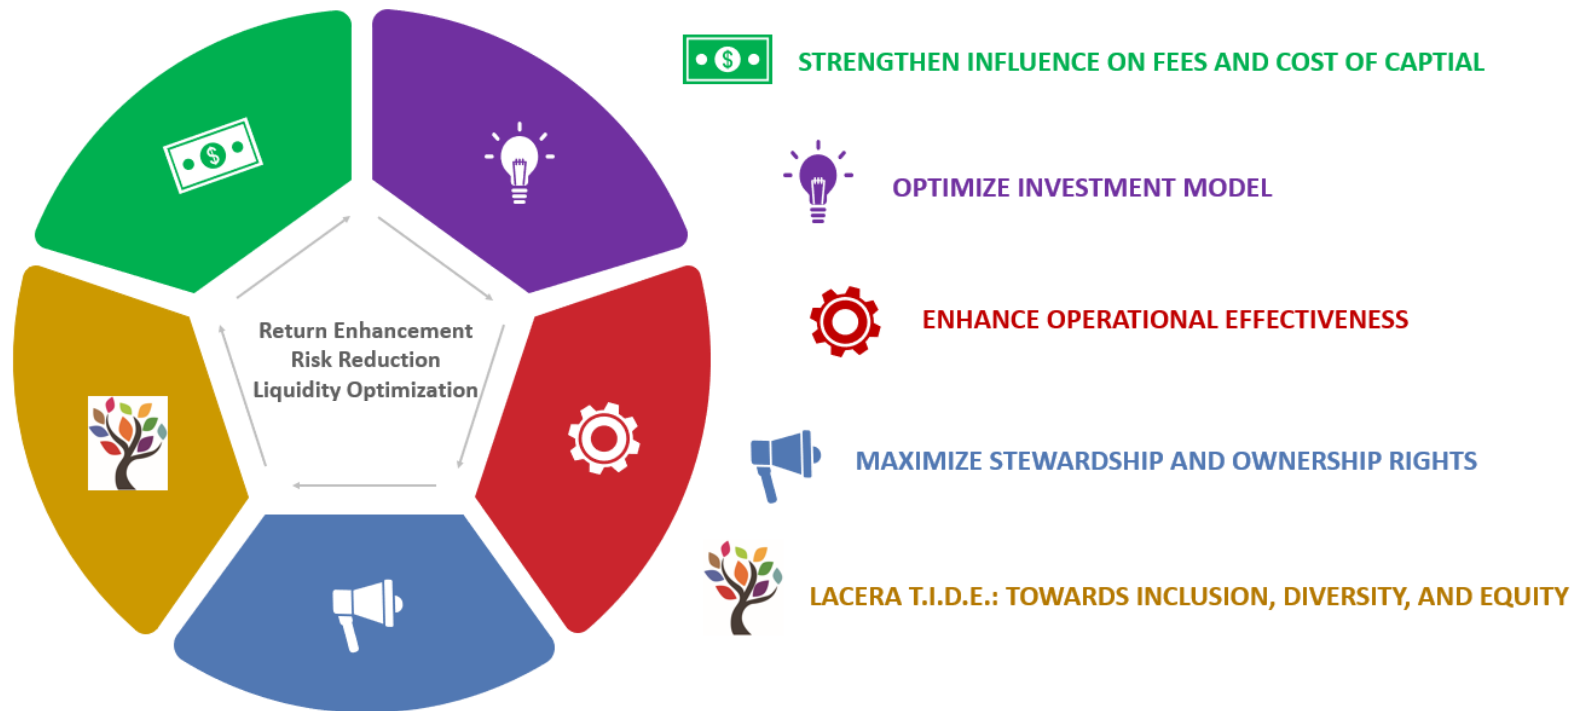 STRENGTHEN INFLUENCE ON FEES AND COST OF CAPTIAL
OPTIMIZE INVESTMENT MODEL
Return Enhancement
Risk Reduction
Liquidity Optimization
ENHANCE OPERATIONAL EFFECTIVENESS
MAXIMIZE STEWARDSHIP AND OWNERSHIP RIGHTS
LACERA T.I.D.E.: TOWARDS INCLUSION, DIVERSITY, AND EQUITY